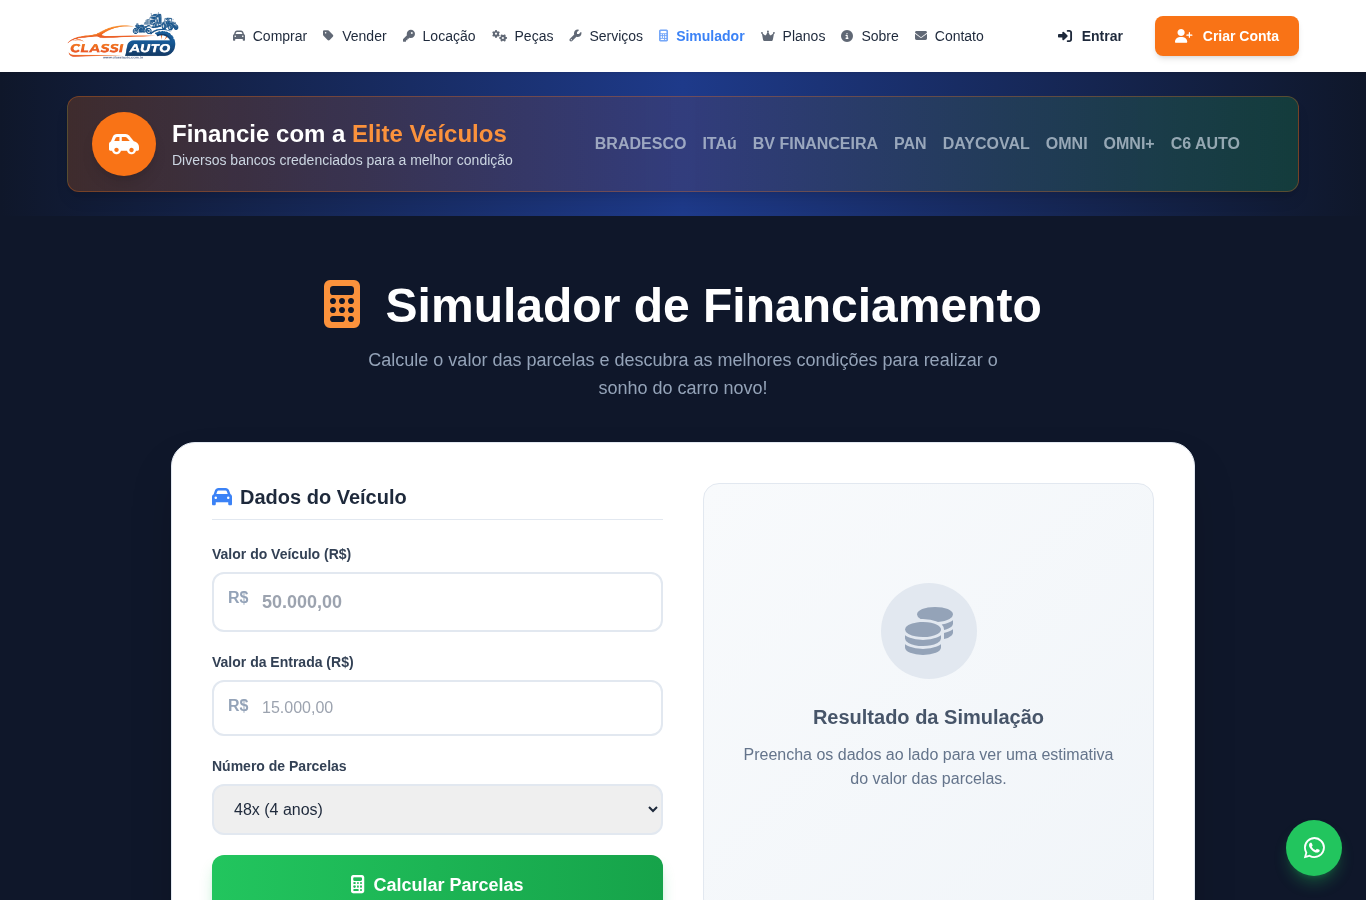 CLASSI AUTO
Comprar
Vender
Locação
Peças
Serviços
Simulador
Planos
Sobre
Contato
Entrar
Criar Conta
Financie com a Elite Veículos
Diversos bancos credenciados para a melhor condição
BRADESCO ITAú BV FINANCEIRA PAN DAYCOVAL OMNI OMNI+ C6 AUTO
Simulador de Financiamento
Calcule o valor das parcelas e descubra as melhores condições para realizar o
sonho do carro novo!
Dados do Veículo
Valor do Veículo (R$)
R$ 50.000,00
Valor da Entrada (R$)
R$ 15.000,00
Número de Parcelas
48x (4 anos)
Calcular Parcelas
Resultado da Simulação
Preencha os dados ao lado para ver uma estimativa
do valor das parcelas.